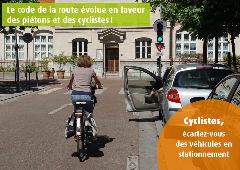 Le code de la route évolue en faveur
des piétons et des cyclistes !
Cyclistes,
écartez-vous
des véhicules en
stationnement